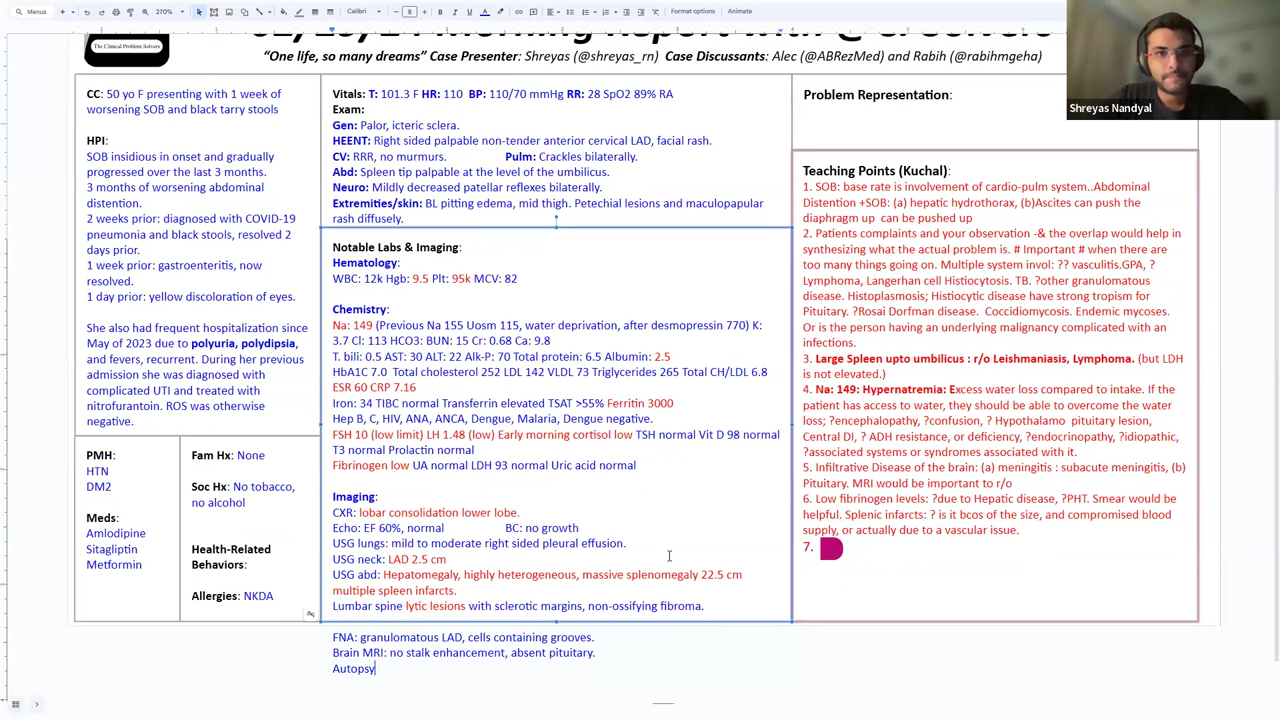 Menus
270%
Calibri
8
Format options
Animate
The Clinical Problem Solvers
"One life, so many dreams" Case Presenter: Shreyas (@shreyas_rn) Case Discussants: Alec (@ABRezMed) and Rabih (@rabihmgeha)
Shreyas Nandyal
CC: 50 yo F presenting with 1 week of
worsening SOB and black tarry stools
HPI:
SOB insidious in onset and gradually
progressed over the last 3 months.
3 months of worsening abdominal
distention.
2 weeks prior: diagnosed with COVID-19
pneumonia and black stools, resolved 2
days prior.
1 week prior: gastroenteritis, now
resolved.
1 day prior: yellow discoloration of eyes.
She also had frequent hospitalization since
May of 2023 due to polyuria, polydipsia,
and fevers, recurrent. During her previous
admission she was diagnosed with
complicated UTI and treated with
nitrofurantoin. ROS was otherwise
negative.
PMH:
HTN
DM2
Meds:
Amlodipine
Sitagliptin
Metformin
Fam Hx: None
Soc Hx: No tobacco,
no alcohol
Health-Related
Behaviors:
Allergies: NKDA
Vitals: T: 101.3 F HR: 110 BP: 110/70 mmHg RR: 28 SpO2 89% RA
Exam:
Gen: Palor, icteric sclera.
HEENT: Right sided palpable non-tender anterior cervical LAD, facial rash.
CV: RRR, no murmurs. Pulm: Crackles bilaterally.
Abd: Spleen tip palpable at the level of the umbilicus.
Neuro: Mildly decreased patellar reflexes bilaterally.
Extremities/skin: BL pitting edema, mid thigh. Petechial lesions and maculopapular
rash diffusely.
Notable Labs & Imaging:
Hematology:
WBC: 12k Hgb: 9.5 Plt: 95k MCV: 82
Chemistry:
Na: 149 (Previous Na 155 Uosm 115, water deprivation, after desmopressin 770) K:
3.7 Cl: 113 HCO3: BUN: 15 Cr: 0.68 Ca: 9.8
T. bili: 0.5 AST: 30 ALT: 22 Alk-P: 70 Total protein: 6.5 Albumin: 2.5
HbA1C 7.0 Total cholesterol 252 LDL 142 VLDL 73 Triglycerides 265 Total CH/LDL 6.8
ESR 60 CRP 7.16
Iron: 34 TIBC normal Transferrin elevated TSAT >55% Ferritin 3000
Hep B, C, HIV, ANA, ANCA, Dengue, Malaria, Dengue negative.
FSH 10 (low limit) LH 1.48 (low) Early morning cortisol low TSH normal Vit D 98 normal
T3 normal Prolactin normal
Fibrinogen low UA normal LDH 93 normal Uric acid normal
Imaging:
CXR: lobar consolidation lower lobe.
Echo: EF 60%, normal BC: no growth
USG lungs: mild to moderate right sided pleural effusion.
USG neck: LAD 2.5 cm
USG abd: Hepatomegaly, highly heterogeneous, massive splenomegaly 22.5 cm
multiple spleen infarcts.
Lumbar spine lytic lesions with sclerotic margins, non-ossifying fibroma.
FNA: granulomatous LAD, cells containing grooves.
Brain MRI: no stalk enhancement, absent pituitary.
Autopsy
Problem Representation:
Teaching Points (Kuchal):
1. SOB: base rate is involvement of cardio-pulm system..Abdominal
Distention +SOB: (a) hepatic hydrothorax, (b)Ascites can push the
diaphragm up can be pushed up
2. Patients complaints and your observation -& the overlap would help in
synthesizing what the actual problem is. # Important # when there are
too many things going on. Multiple system invol: ?? vasculitis.GPA, ?
Lymphoma, Langerhan cell Histiocytosis. TB. ?other granulomatous
disease. Histoplasmosis; Histiocytic disease have strong tropism for
Pituitary. ?Rosai Dorfman disease. Coccidiomycosis. Endemic mycoses.
Or is the person having an underlying malignancy complicated with an
infections.
3. Large Spleen upto umbilicus : r/o Leishmaniasis, Lymphoma. (but LDH
is not elevated.)
4. Na: 149: Hypernatremia: Excess water loss compared to intake. If the
patient has access to water, they should be able to overcome the water
loss; ?encephalopathy, ?confusion, ? Hypothalamo pituitary lesion,
Central DI, ? ADH resistance, or deficiency, ?endocrinopathy, ?idiopathic,
?associated systems or syndromes associated with it.
5. Infiltrative Disease of the brain: (a) meningitis : subacute meningitis, (b)
Pituitary. MRI would be important to r/o
6. Low fibrinogen levels: ?due to Hepatic disease, ?PHT. Smear would be
helpful. Splenic infarcts: ? is it bcos of the size, and compromised blood
supply, or actually due to a vascular issue.
7.